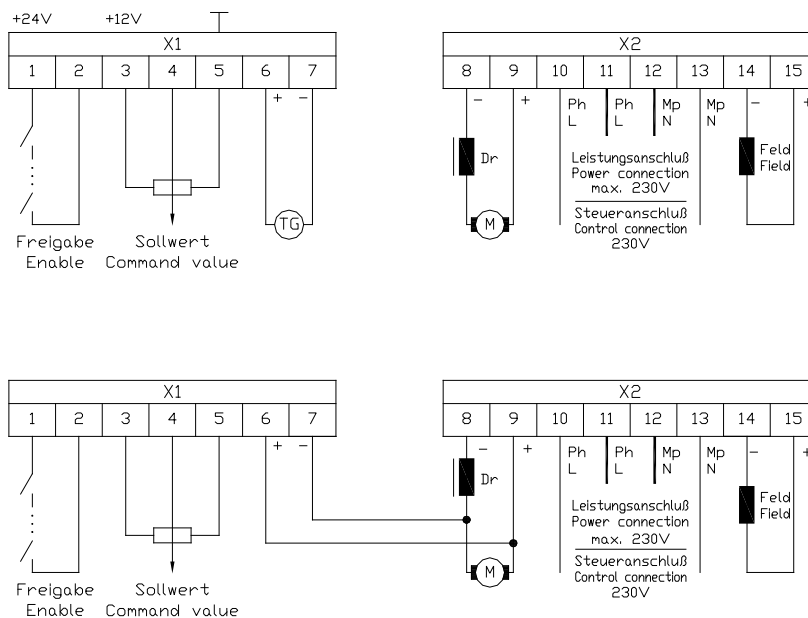 +24V +12V
X1 X2
1 2 3 4 5 6 7 8 9 10 11 12 13 14 15
+ − − + Ph Ph Mp Mp − +
L L N N
Dr
TG
M
Leistungsanschluß
Power connection
max. 230V
Steueranschluß
Control connection
230V
Feld
Field
Freigabe Sollwert
Enable Command value
X1 X2
1 2 3 4 5 6 7 8 9 10 11 12 13 14 15
+ − − + Ph Ph Mp Mp − +
L L N N
Dr
M
Leistungsanschluß
Power connection
max. 230V
Steueranschluß
Control connection
230V
Feld
Field
Freigabe Sollwert
Enable Command value